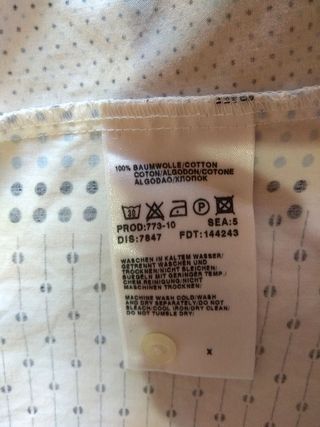 100% BAUMWOLLE/COTTON
COTON/ALGODON/COTONE
ALGODAO/ХЛОПОК
30 P
PROD:773-10 SEA:5
DIS:7847 FDT:144243
WASCHEN IN KALTEM WASSER/
GETRENNT WASCHEN UND
TROCKNEN/NICHT BLEICHEN/
BUEGELN MIT GERINGER TEMP./
CHEM REINIGUNG/NICHT
MASCHINEN TROCKNEN/
MACHINE WASH COLD/WASH
AND DRY SEPARATELY/DO NOT
BLEACH/COOL IRON/DRY CLEAN/
DO NOT TUMBLE DRY/
X